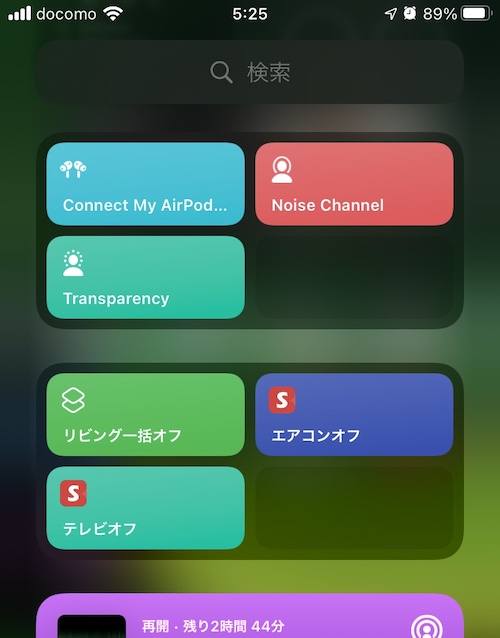 docomo 5:25 89%
検索
Connect My AirPod... Noise Channel
Transparency
リビング一括オフ エアコンオフ
S
テレビオフ
再開・残り2時間 44分